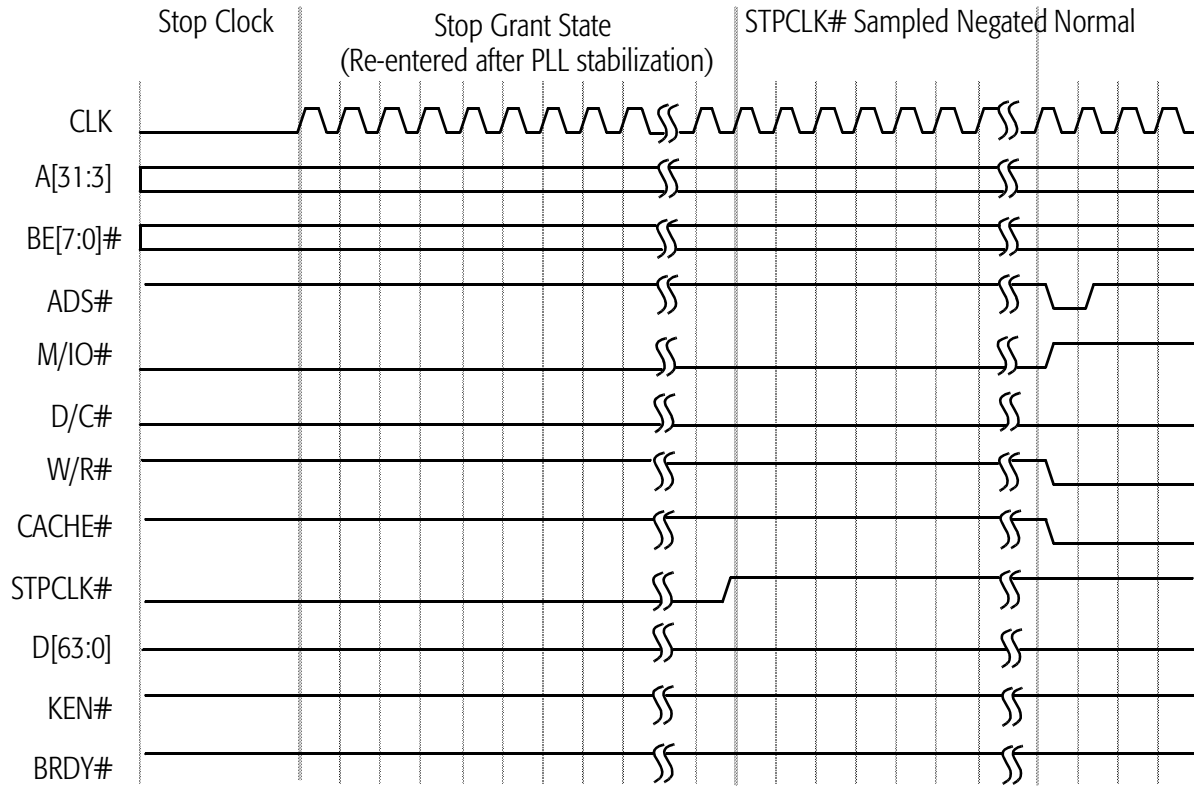 Stop Clock
Stop Grant State
(Re-entered after PLL stabilization)
STPCLK# Sampled Negated
Normal
CLK
A[31:3]
BE[7:0]#
ADS#
M/IO#
D/C#
W/R#
CACHE#
STPCLK#
D[63:0]
KEN#
BRDY#